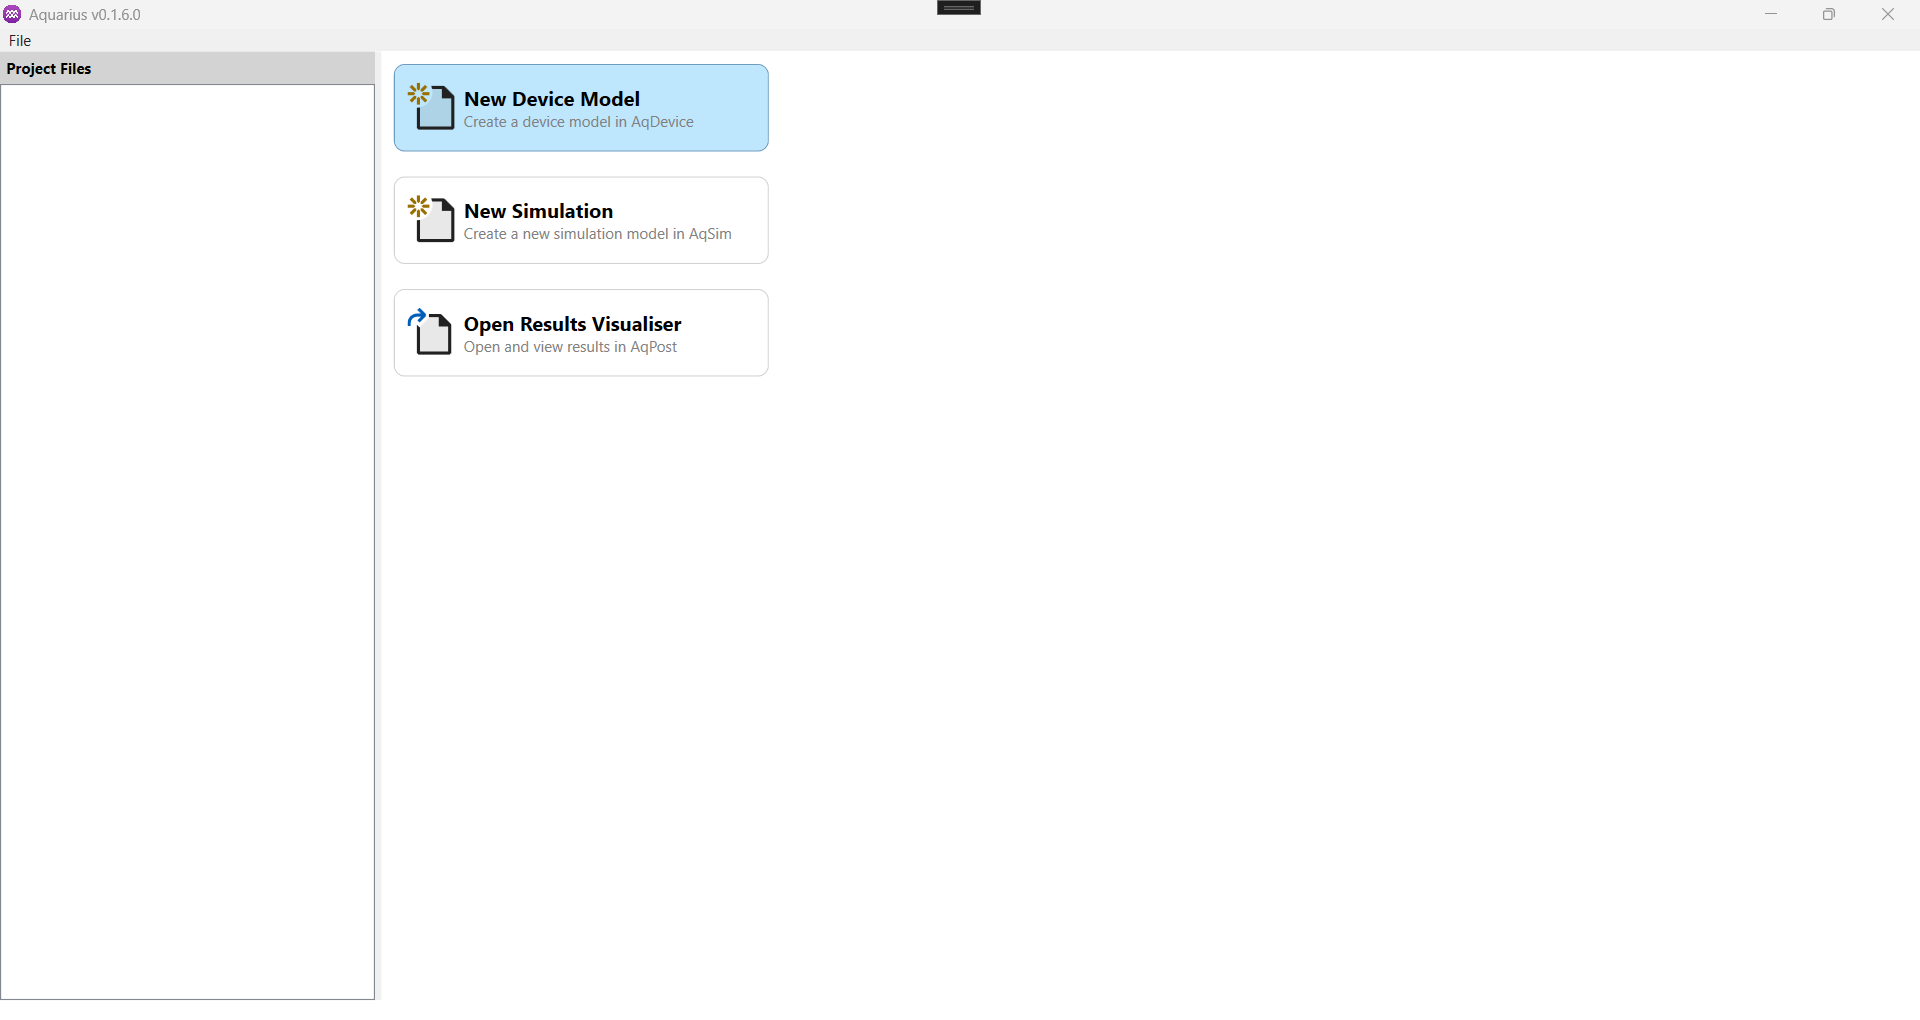 Aquarius v0.1.6.0
File
Project Files
New Device Model
Create a device model in AqDevice
New Simulation
Create a new simulation model in AqSim
Open Results Visualiser
Open and view results in AqPost